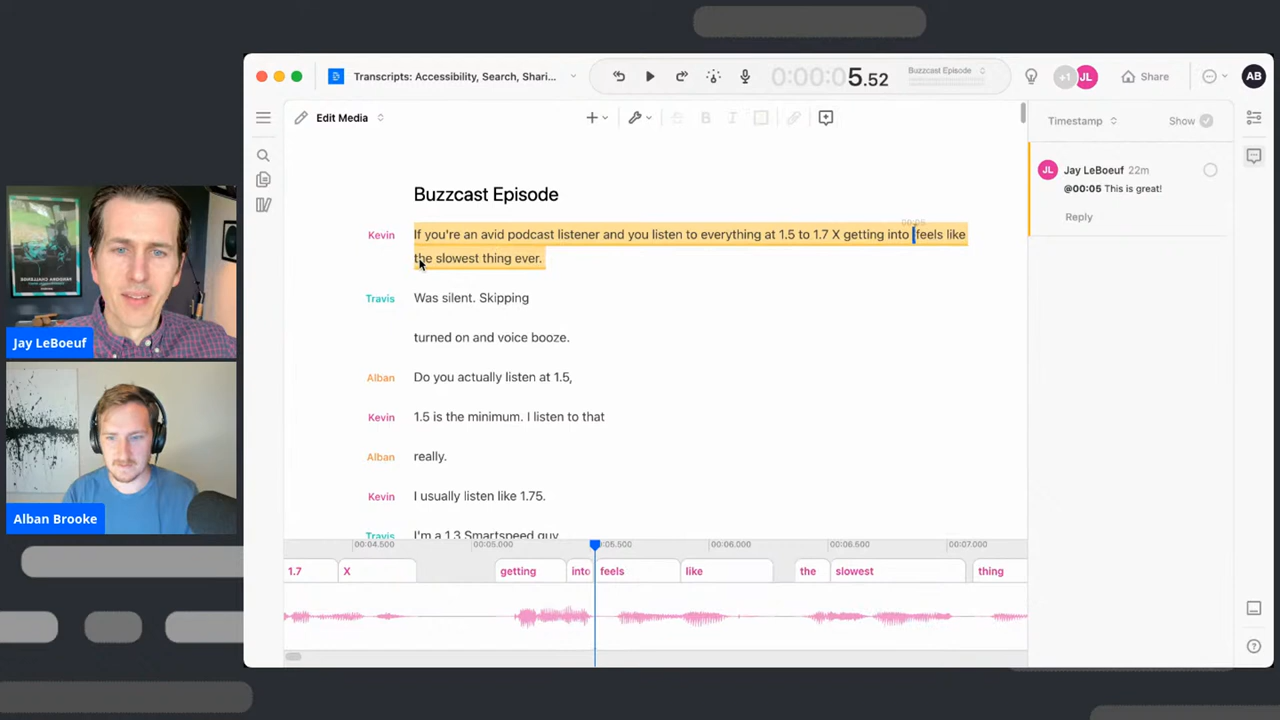 Transcripts: Accessibility, Search, Shari...
0:00:05.52
Buzzcast Episode
+1
JL
Share
AB
Edit Media
B
I
Timestamp
Show
JL
Jay LeBoeuf 22m
@00:05 This is great!
Reply
Buzzcast Episode
00:05
Kevin If you're an avid podcast listener and you listen to everything at 1.5 to 1.7 X getting into feels like
the slowest thing ever.
Travis Was silent. Skipping
turned on and voice booze.
Alban Do you actually listen at 1.5,
Kevin 1.5 is the minimum. I listen to that
Alban really.
Kevin I usually listen like 1.75.
Travis I'm a 1.3 Smartspeed guy
00:04.500 00:05.000 00:05.500 00:06.000 00:06.500 00:07.000
1.7 X getting into feels like the slowest thing
Jay LeBoeuf
Alban Brooke